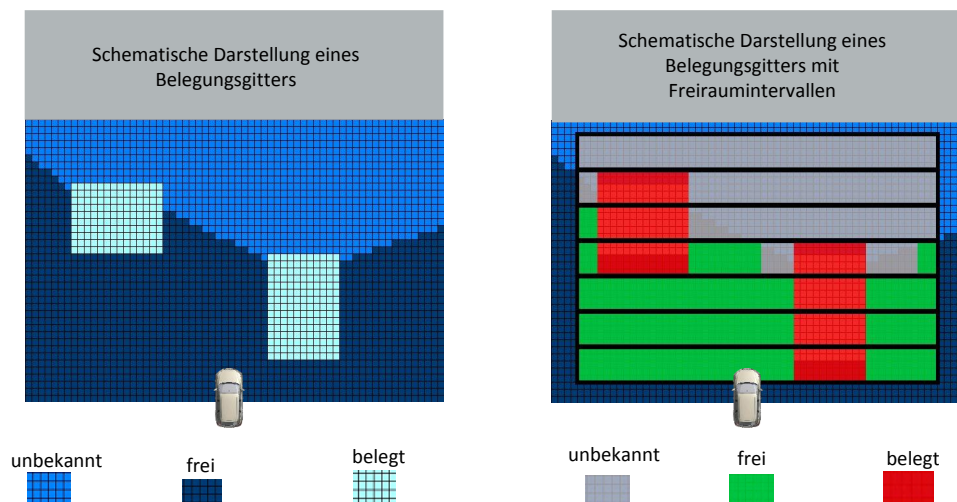 Schematische Darstellung eines
Belegungsgitters
Schematische Darstellung eines
Belegungsgitters mit
Freiraumintervallen
unbekannt
frei
belegt
unbekannt
frei
belegt